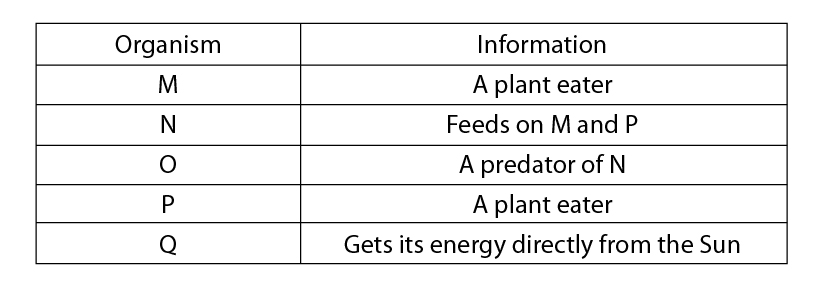 Organism Information
M A plant eater
N Feeds on M and P
O A predator of N
P A plant eater
Q Gets its energy directly from the Sun